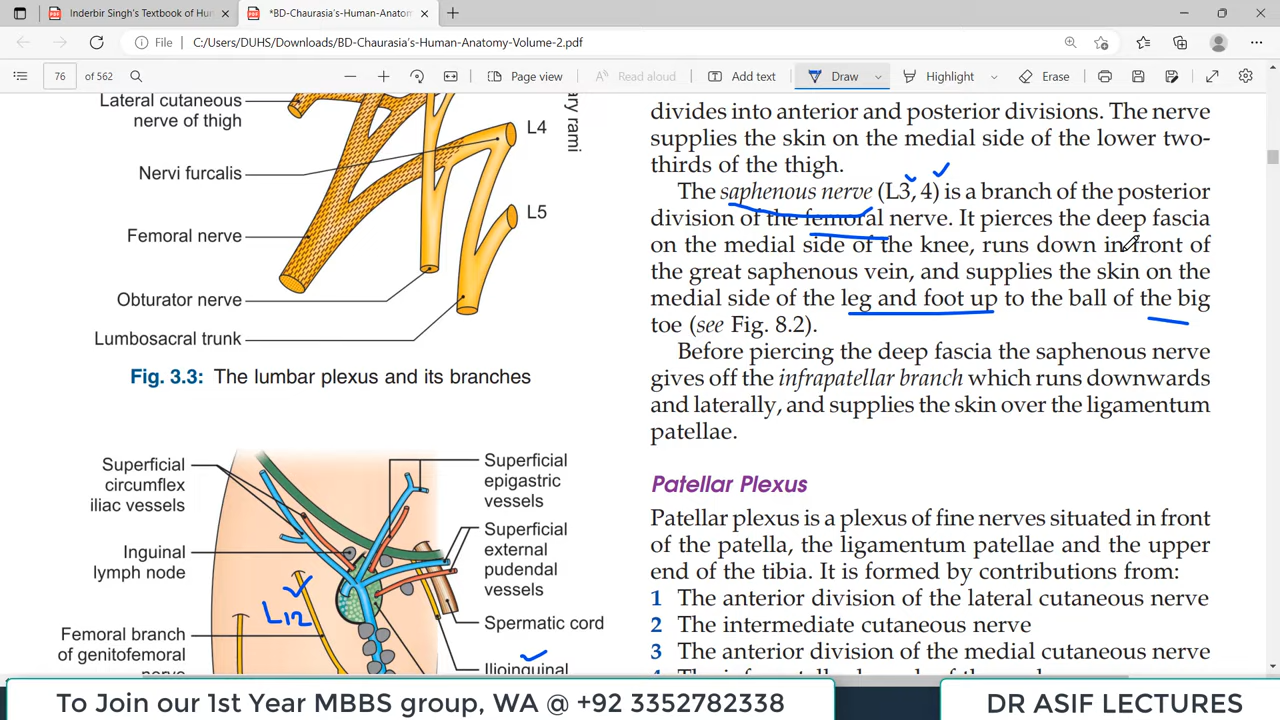 Inderbir Singh's Textbook of Hum
*BD-Chaurasia's-Human-Anatomy
File
C:/Users/DUHS/Downloads/BD-Chaurasia's-Human-Anatomy-Volume-2.pdf
76 of 562
Page view
Read aloud
Add text
Draw
Highlight
Erase
Lateral cutaneous
nerve of thigh
Nervi furcalis
Femoral nerve
Obturator nerve
Lumbosacral trunk
L4
L5
ary rami
Fig. 3.3: The lumbar plexus and its branches
Superficial
circumflex
iliac vessels
Inguinal
lymph node
L12
Femoral branch
of genitofemoral
nerve
Superficial
epigastric
vessels
Superficial
external
pudendal
vessels
Spermatic cord
Ilioinguinal
divides into anterior and posterior divisions. The nerve
supplies the skin on the medial side of the lower two-
thirds of the thigh.
The saphenous nerve (L3, 4) is a branch of the posterior
division of the femoral nerve. It pierces the deep fascia
on the medial side of the knee, runs down in front of
the great saphenous vein, and supplies the skin on the
medial side of the leg and foot up to the ball of the big
toe (see Fig. 8.2).
Before piercing the deep fascia the saphenous nerve
gives off the infrapatellar branch which runs downwards
and laterally, and supplies the skin over the ligamentum
patellae.
Patellar Plexus
Patellar plexus is a plexus of fine nerves situated in front
of the patella, the ligamentum patellae and the upper
end of the tibia. It is formed by contributions from:
1 The anterior division of the lateral cutaneous nerve
2 The intermediate cutaneous nerve
3 The anterior division of the medial cutaneous nerve
To Join our 1st Year MBBS group, WA @ +92 3352782338
DR ASIF LECTURES